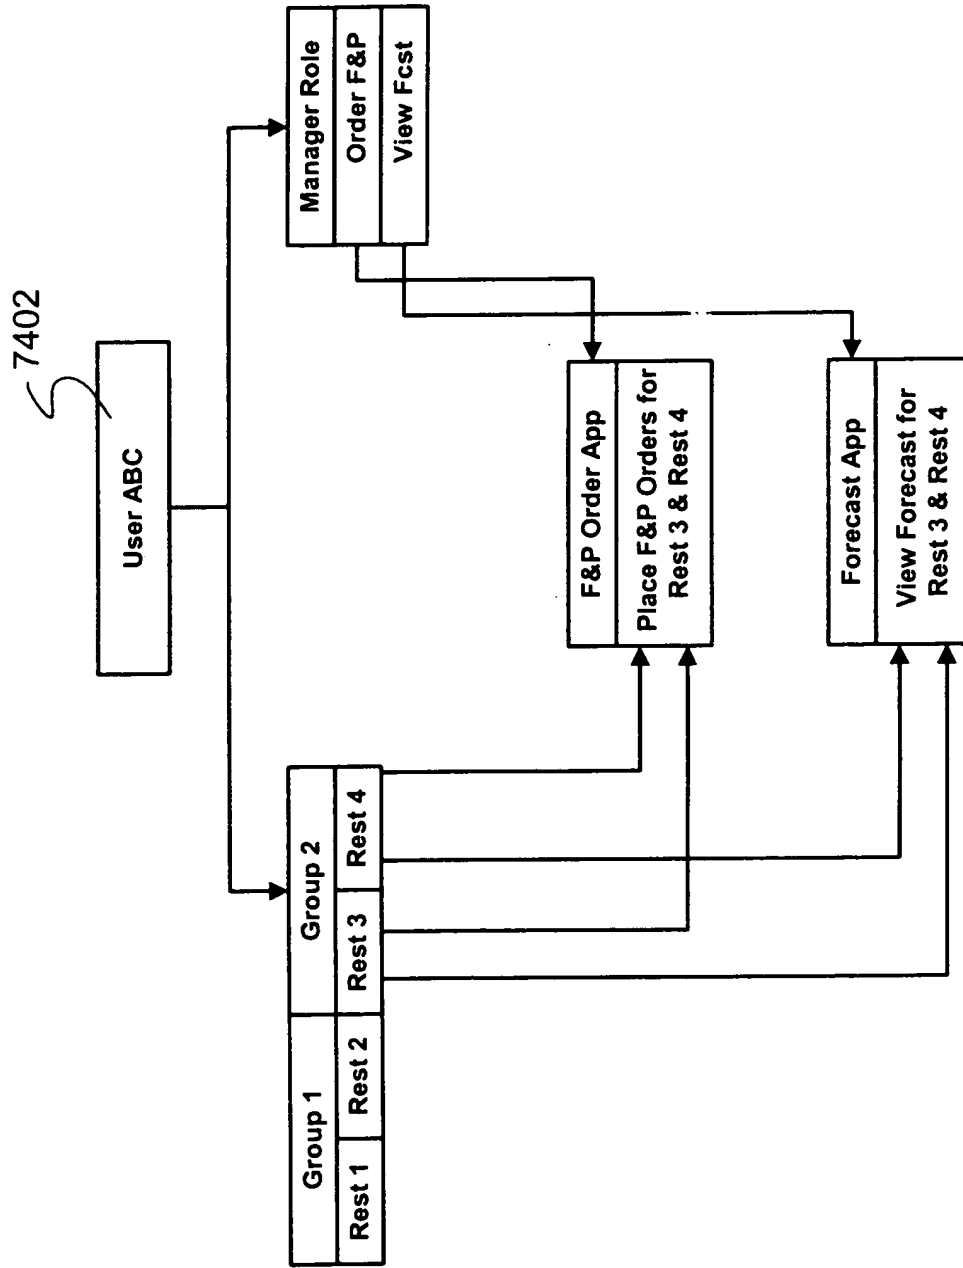 7402
User ABC
Group 1
Group 2
Rest 1
Rest 2
Rest 3
Rest 4
Manager Role
Order F&P
View Fcst
F&P Order App
Place F&P Orders for
Rest 3 & Rest 4
Forecast App
View Forecast for
Rest 3 & Rest 4